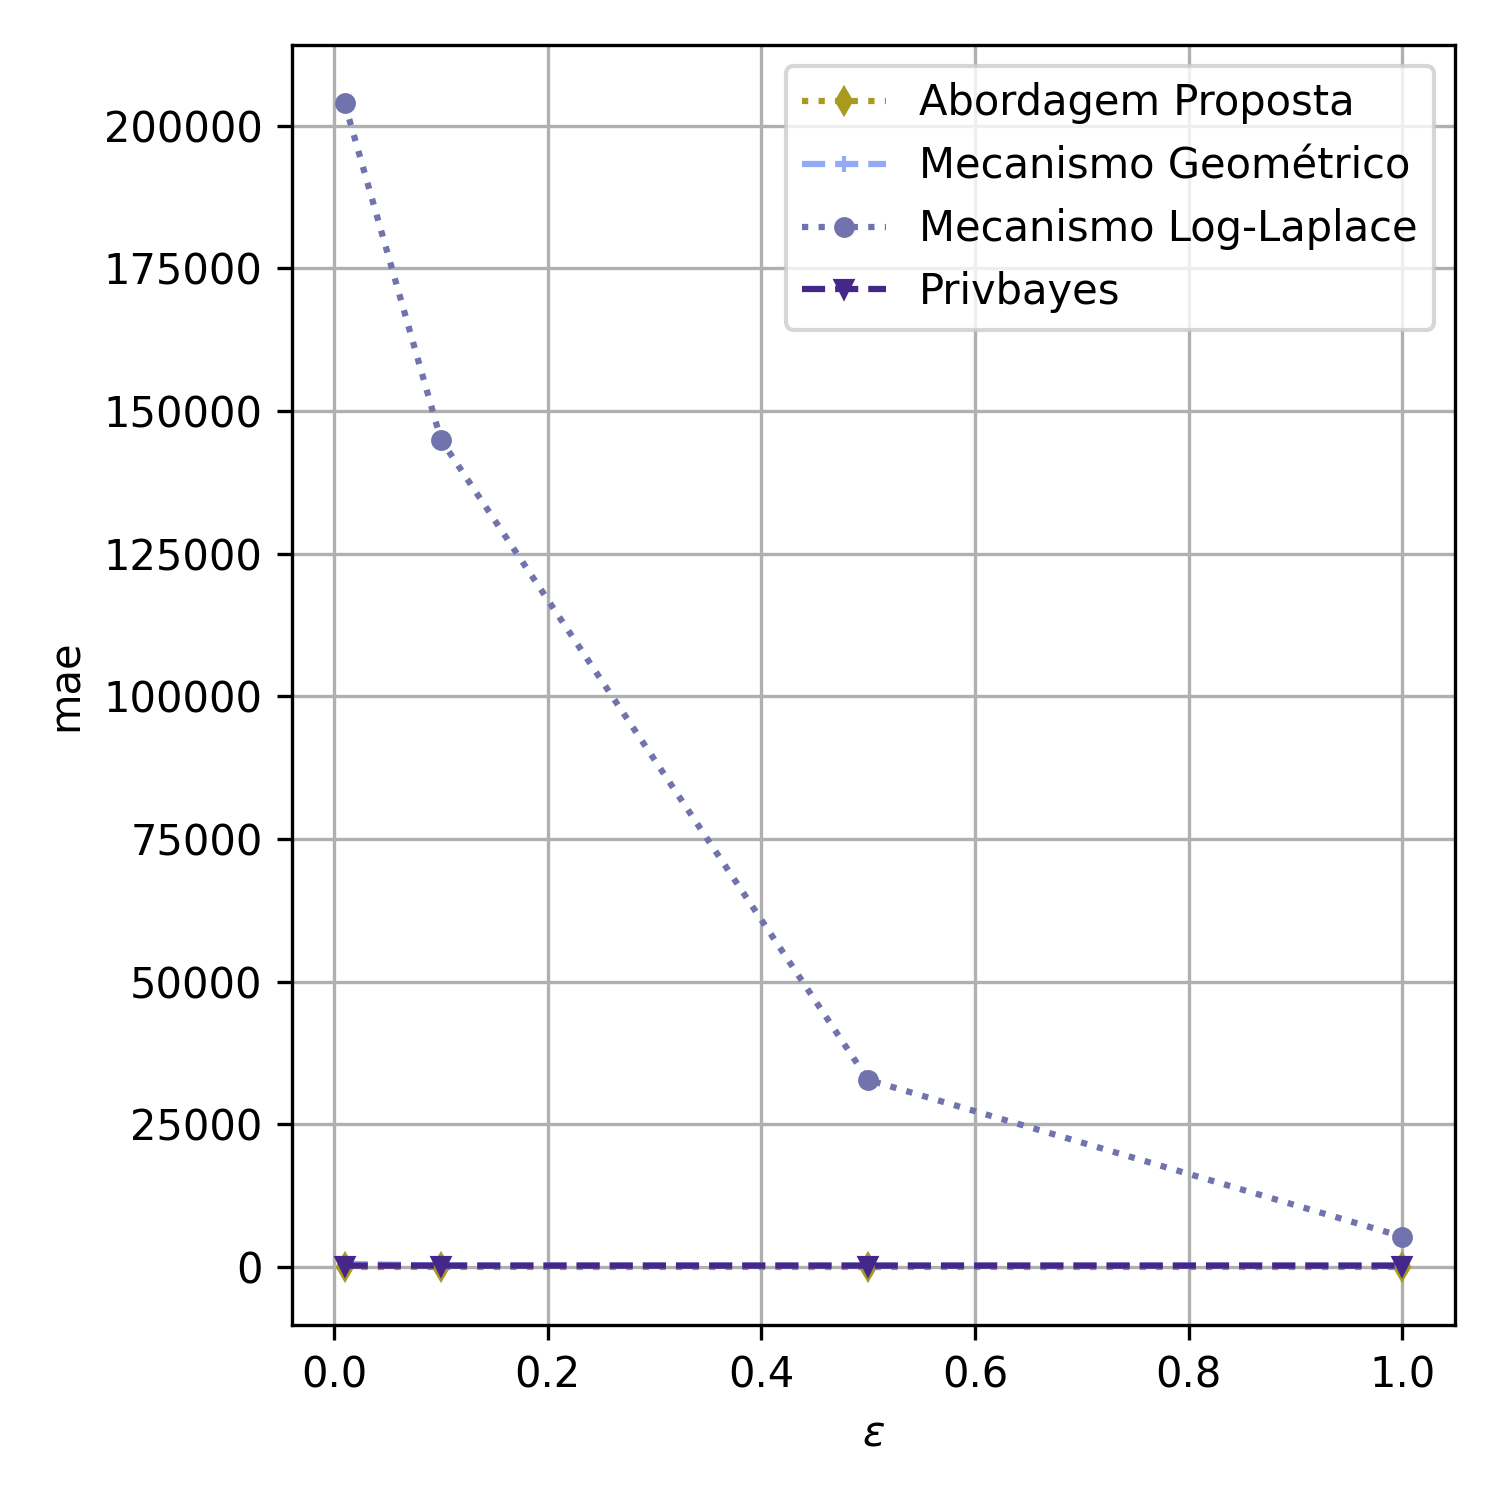 Abordagem Proposta
Mecanismo Geométrico
Mecanismo Log-Laplace
Privbayes
200000
175000
150000
125000
100000
75000
50000
25000
0
mae
0.0 0.2 0.4 0.6 0.8 1.0
ε